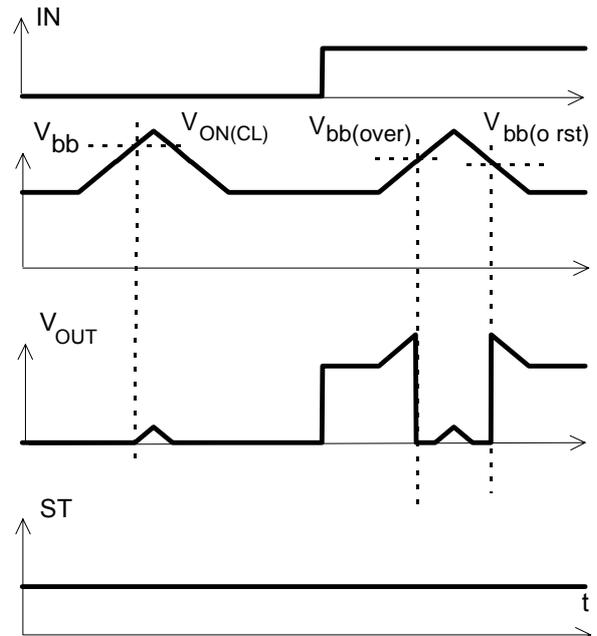 IN
Vbb
VON(CL)
Vbb(over)
Vbb(o rst)
VOUT
ST
t